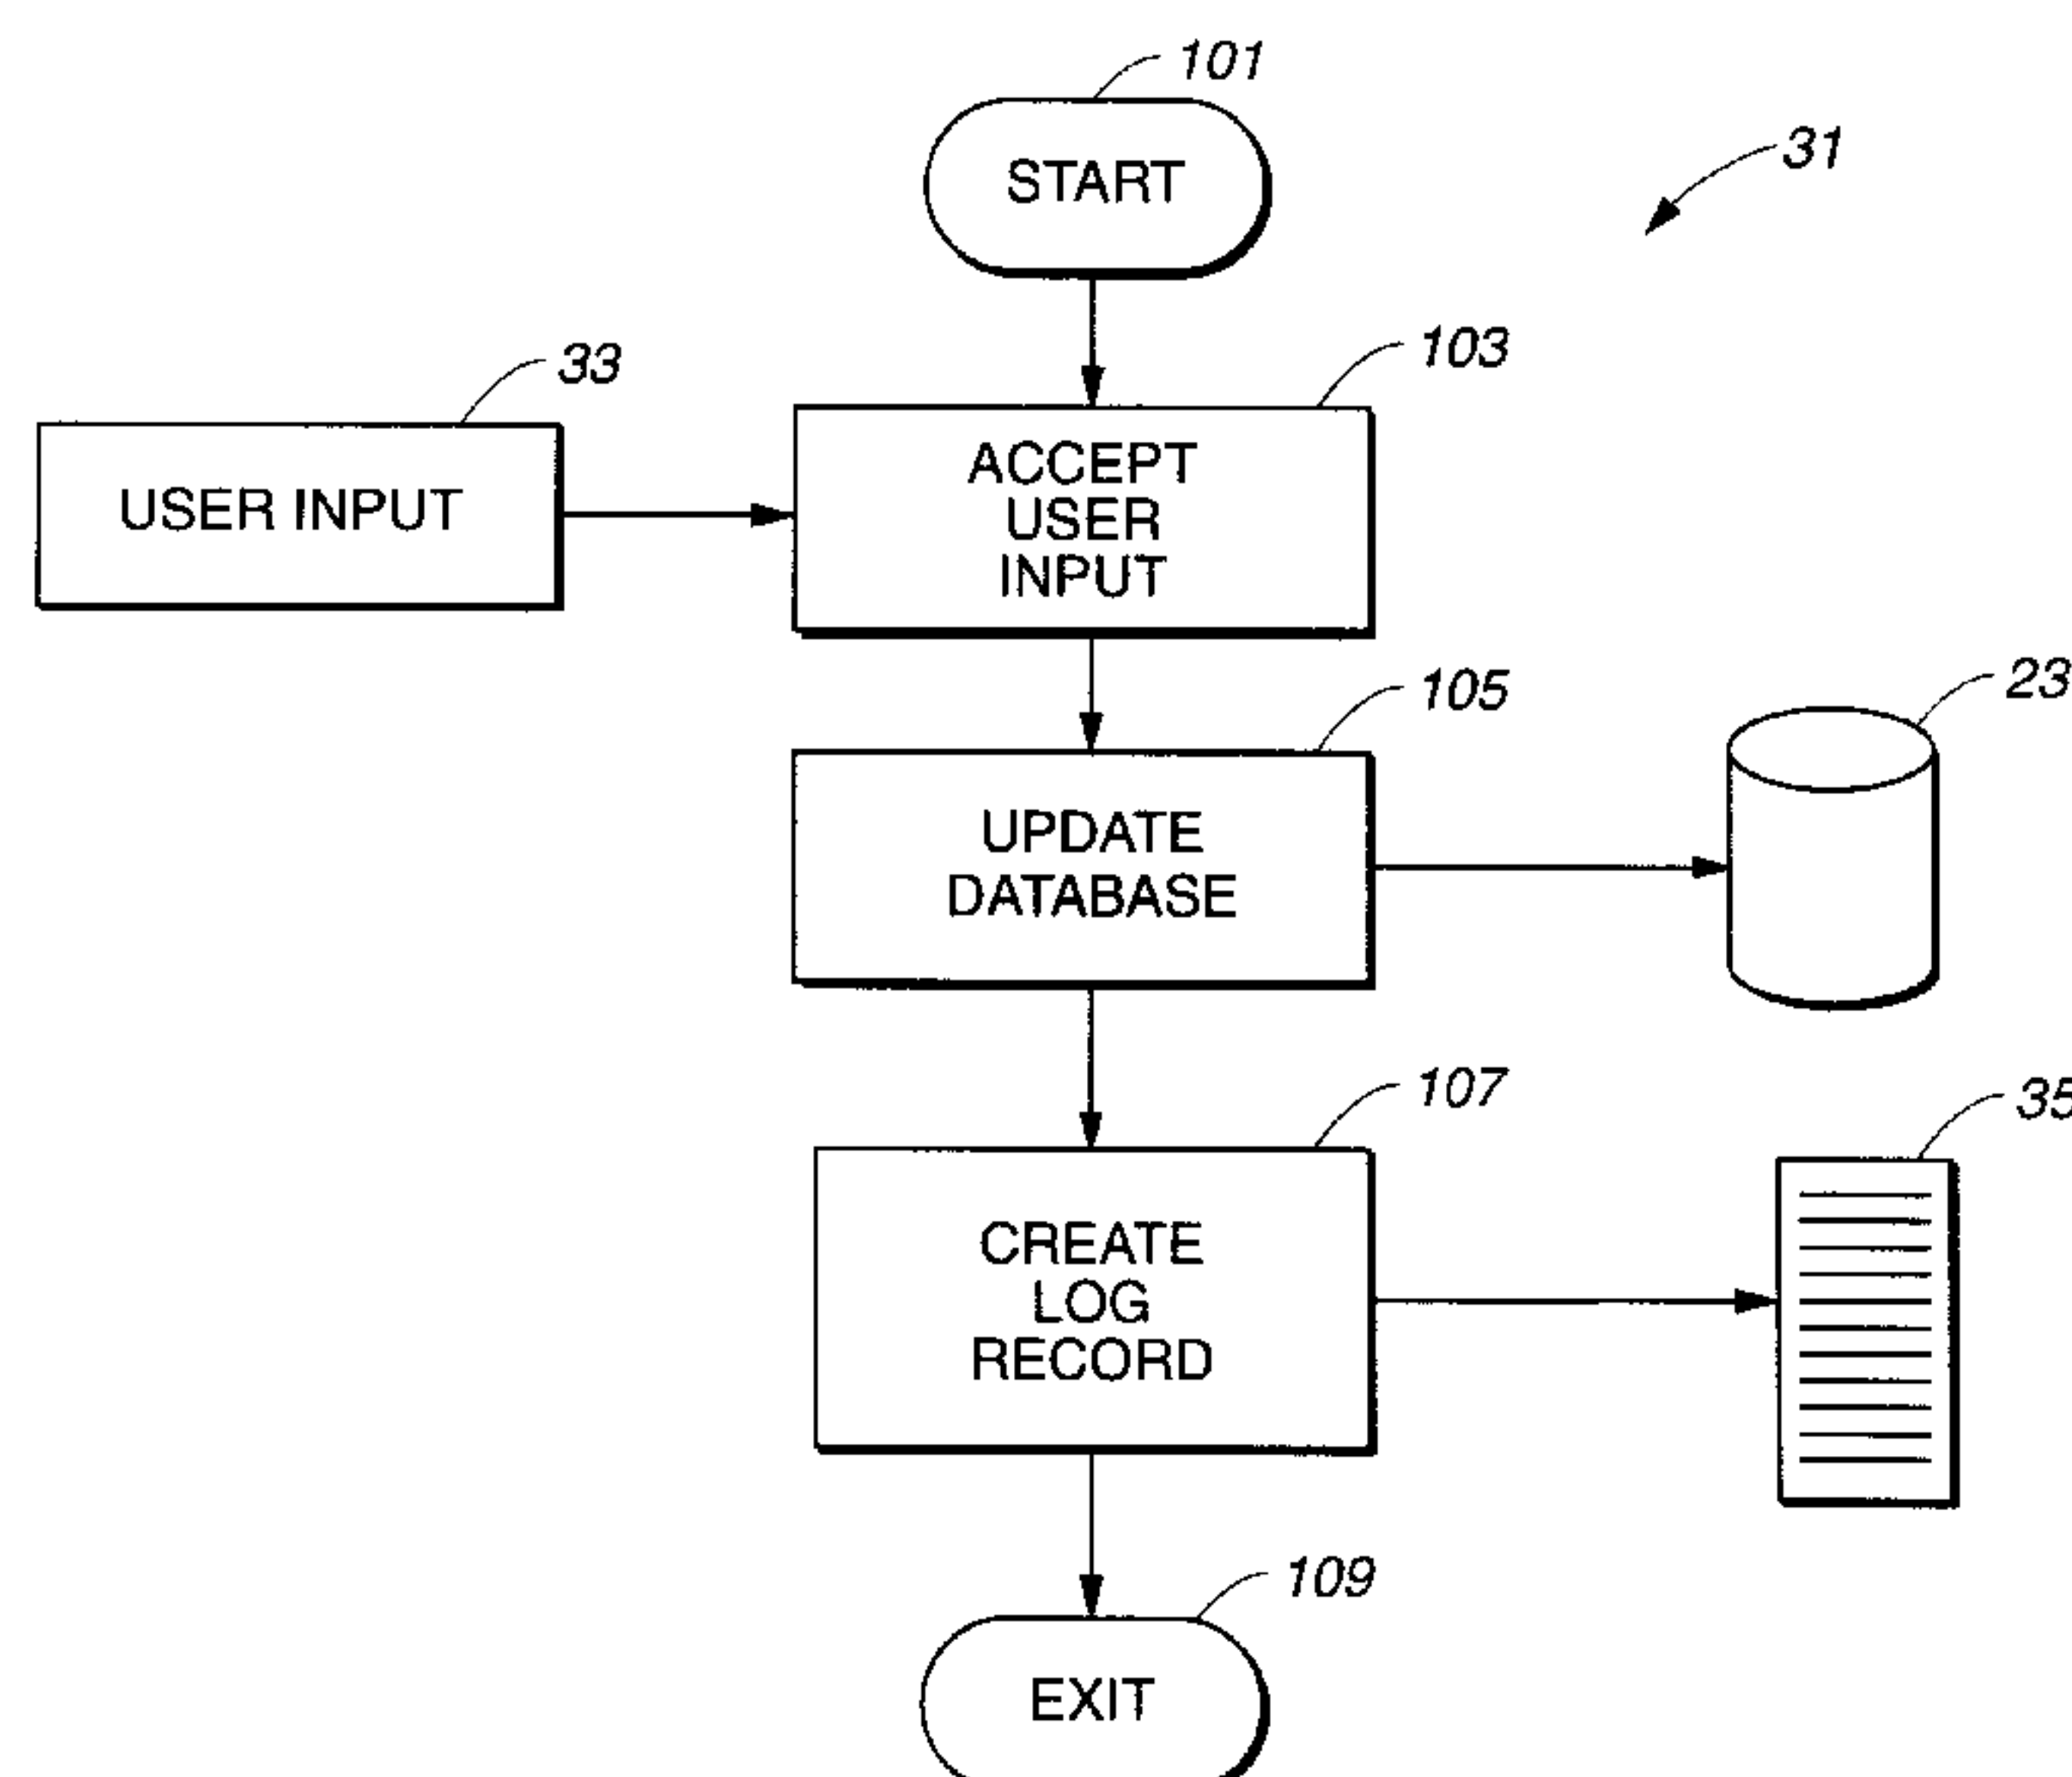 101
START
31
33
103
USER INPUT
ACCEPT
USER
INPUT
105
23
UPDATE
DATABASE
107
35
CREATE
LOG
RECORD
109
EXIT